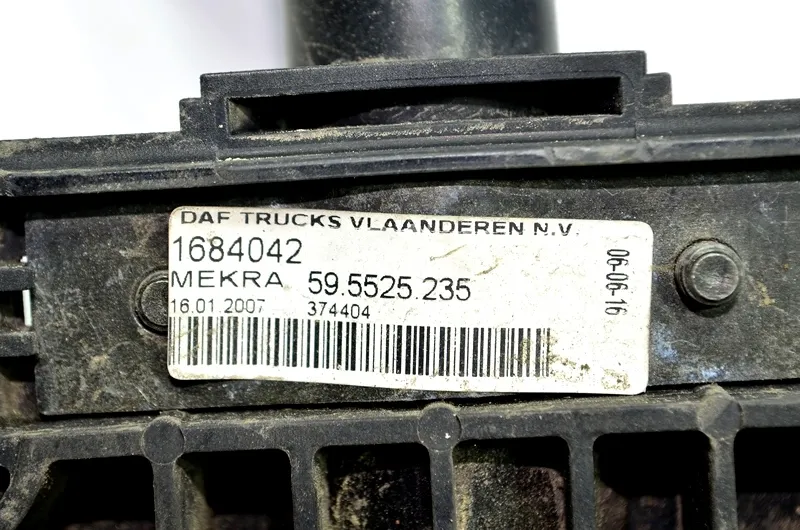 DAF TRUCKS VLAANDEREN N.V.
1684042
MEKRA 59.5525.235
16.01.2007 374404
06-06-16